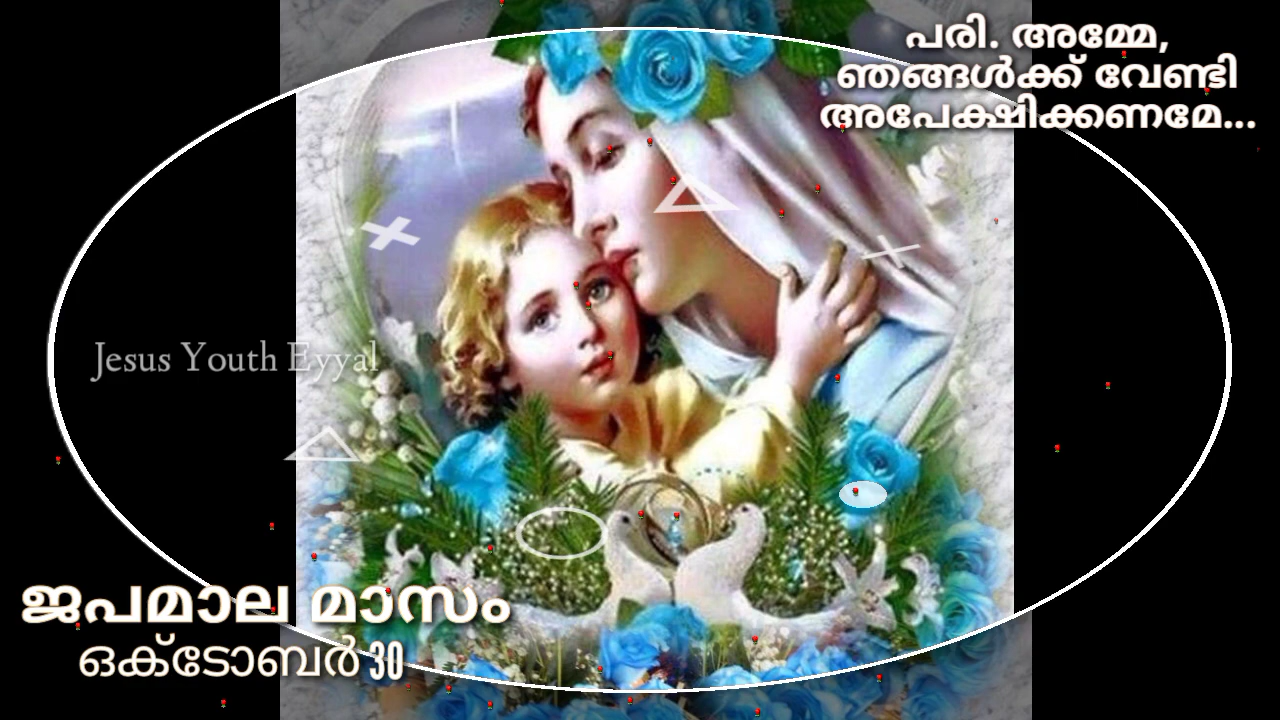 പരി. അമ്മേ,
ഞങ്ങൾക്ക് വേണ്ടി
അപേക്ഷിക്കണമേ...
Jesus Youth Eyyal
ജപമാല മാസം
ഒക്ടോബർ 30